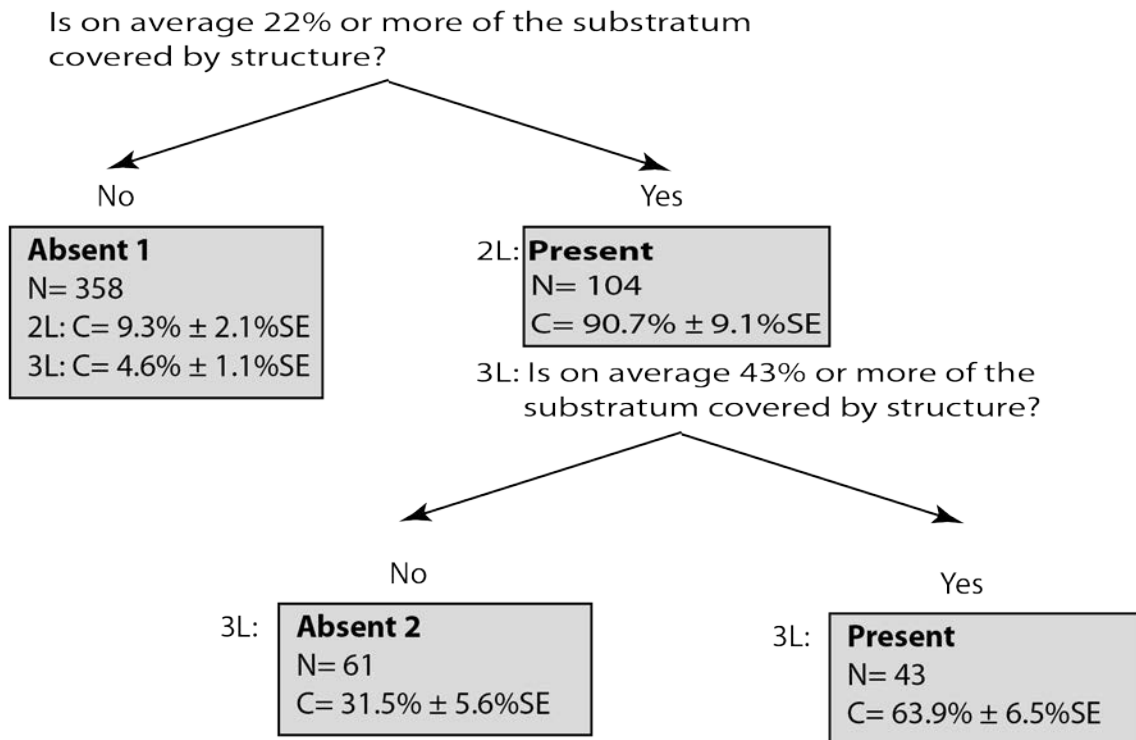 Is on average 22% or more of the substratum
covered by structure?
No
Yes
Absent 1
N= 358
2L: C= 9.3% ± 2.1%SE
3L: C= 4.6% ± 1.1%SE
2L: Present
N= 104
C= 90.7% ± 9.1%SE
3L: Is on average 43% or more of the
substratum covered by structure?
No
Yes
3L: Absent 2
N= 61
C= 31.5% ± 5.6%SE
3L: Present
N= 43
C= 63.9% ± 6.5%SE